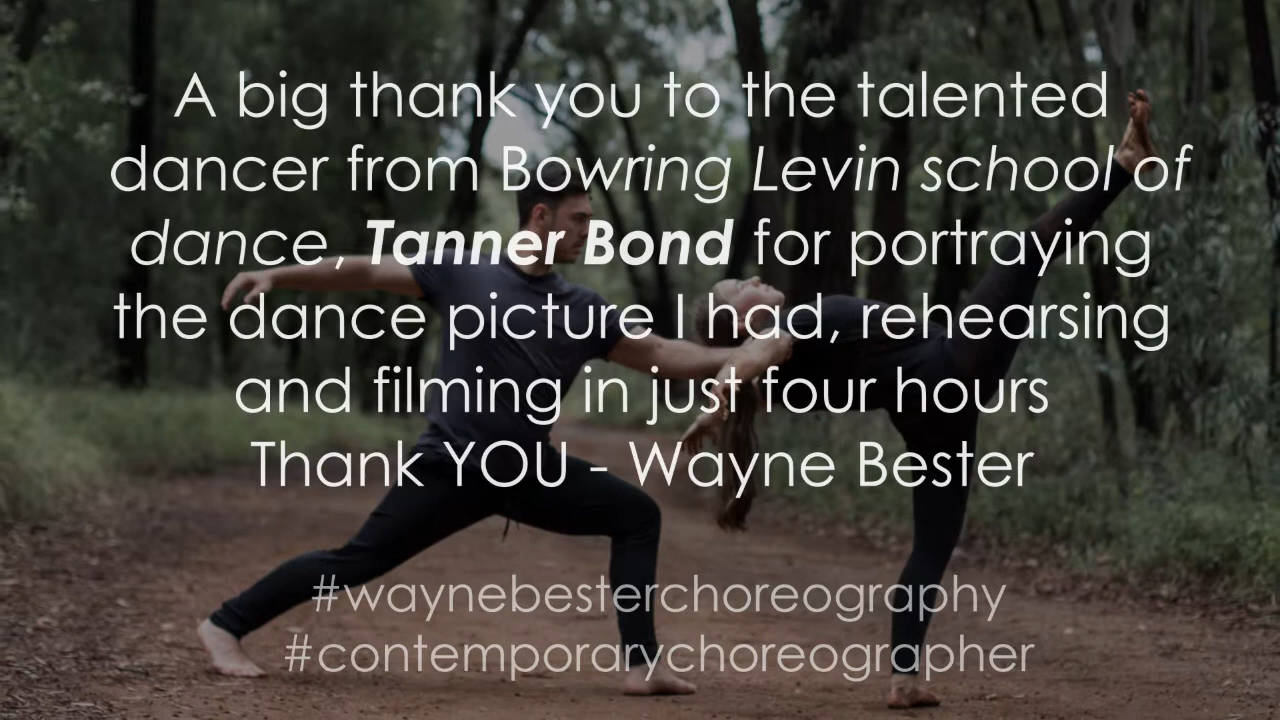 A big thank you to the talented
dancer from Bowring Levin school of
dance, Tanner Bond for portraying
the dance picture I had, rehearsing
and filming in just four hours
Thank YOU - Wayne Bester
#waynebesterchoreography
#contemporarychoreographer